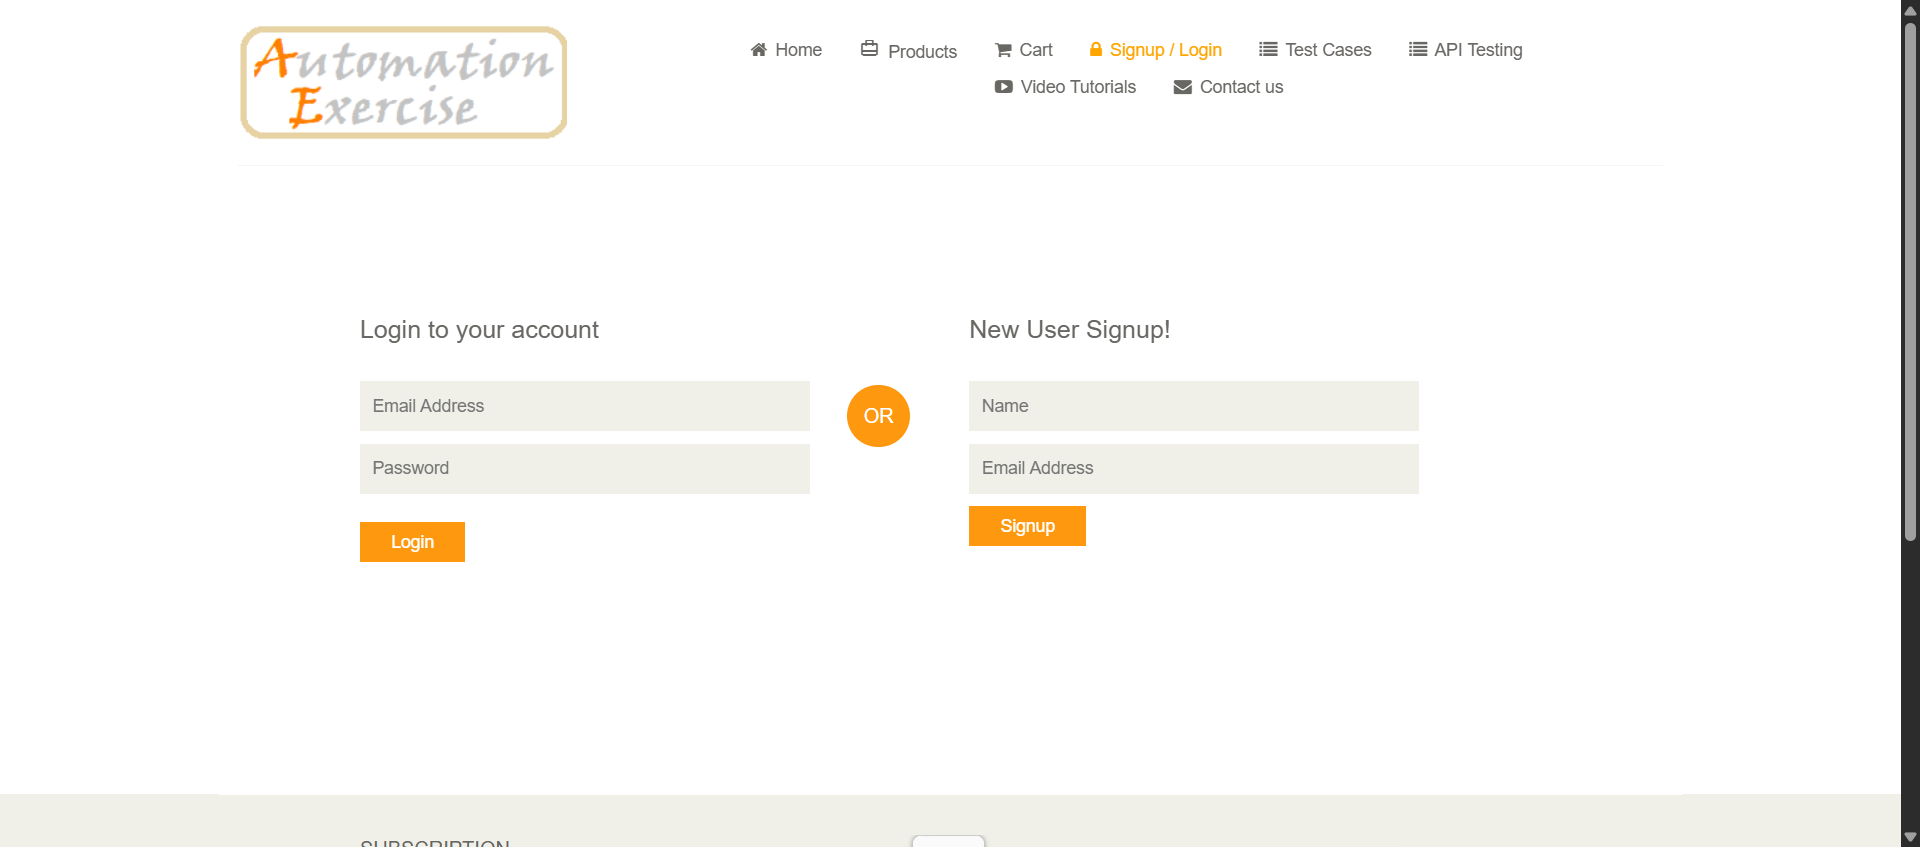 Automation
Exercise
Home Products Cart Signup / Login Test Cases API Testing
Video Tutorials Contact us
Login to your account
New User Signup!
Email Address
Password
Login
OR
Name
Email Address
Signup
SUBSCRIPTION